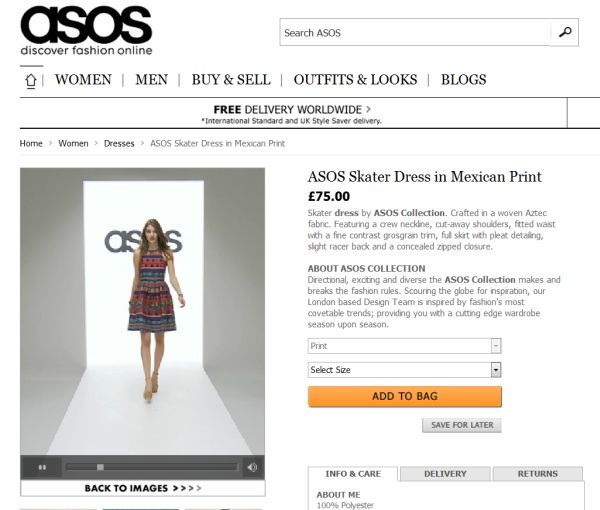 asos
discover fashion online
Search ASOS
WOMEN | MEN | BUY & SELL | OUTFITS & LOOKS | BLOGS
FREE DELIVERY WORLDWIDE >
*International Standard and UK Style Saver delivery.
Home > Women > Dresses > ASOS Skater Dress in Mexican Print
asos
BACK TO IMAGES >>>>
ASOS Skater Dress in Mexican Print
£75.00
Skater dress by ASOS Collection. Crafted in a woven Aztec
fabric. Featuring a crew neckline, cut-away shoulders, fitted waist
with a fine contrast grosgrain trim, full skirt with pleat detailing,
slight racer back and a concealed zipped closure.
ABOUT ASOS COLLECTION
Directional, exciting and diverse the ASOS Collection makes and
breaks the fashion rules. Scouring the globe for inspiration, our
London based Design Team is inspired by fashion's most
covetable trends; providing you with a cutting edge wardrobe
season upon season.
Print
Select Size
ADD TO BAG
SAVE FOR LATER
INFO & CARE DELIVERY RETURNS
ABOUT ME
100% Polyester